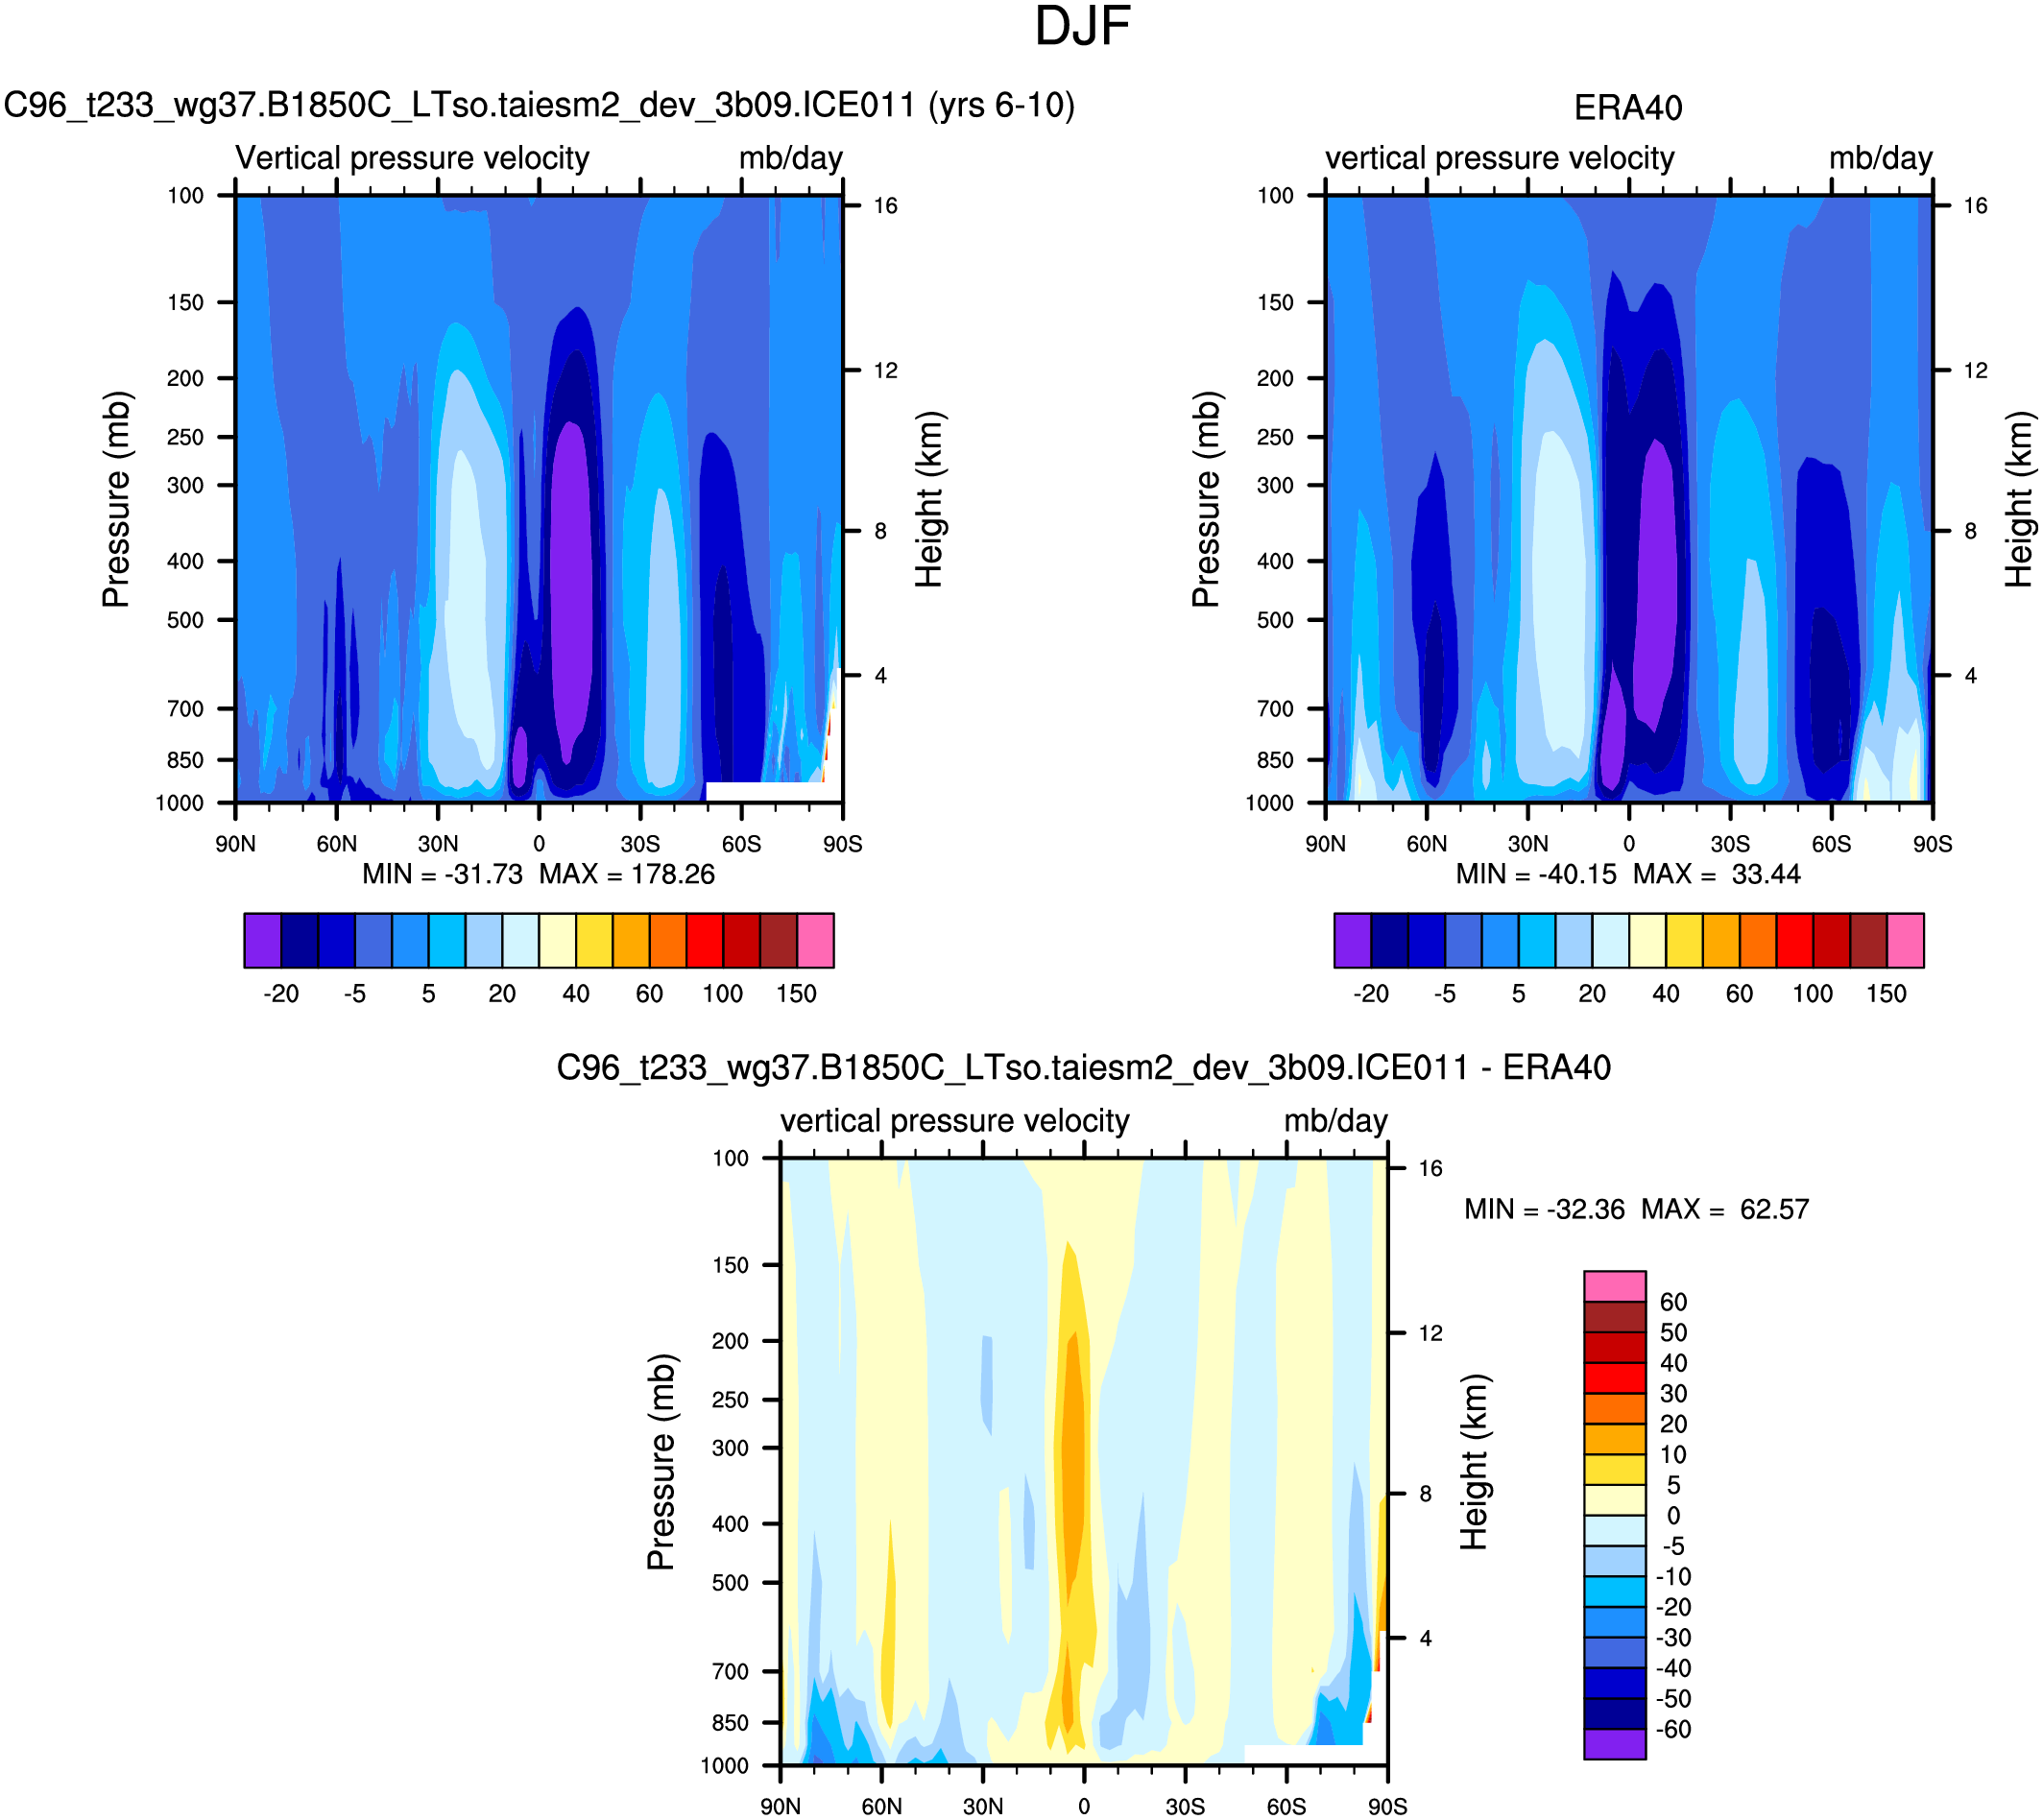 DJF
C96_t233_wg37.B1850C_LTso.taiesm2_dev_3b09.ICE011 (yrs 6-10)
Vertical pressure velocity mb/day
Pressure (mb)
100
150
200
250
300
400
500
700
850
1000
16
12
8
4
Height (km)
90N 60N 30N 0 30S 60S 90S
MIN = -31.73 MAX = 178.26
-20 -5 5 20 40 60 100 150
ERA40
vertical pressure velocity mb/day
Pressure (mb)
100
150
200
250
300
400
500
700
850
1000
16
12
8
4
Height (km)
90N 60N 30N 0 30S 60S 90S
MIN = -40.15 MAX = 33.44
-20 -5 5 20 40 60 100 150
C96_t233_wg37.B1850C_LTso.taiesm2_dev_3b09.ICE011 - ERA40
vertical pressure velocity mb/day
Pressure (mb)
100
150
200
250
300
400
500
700
850
1000
16
12
8
4
Height (km)
90N 60N 30N 0 30S 60S 90S
MIN = -32.36 MAX = 62.57
60
50
40
30
20
10
5
0
-5
-10
-20
-30
-40
-50
-60